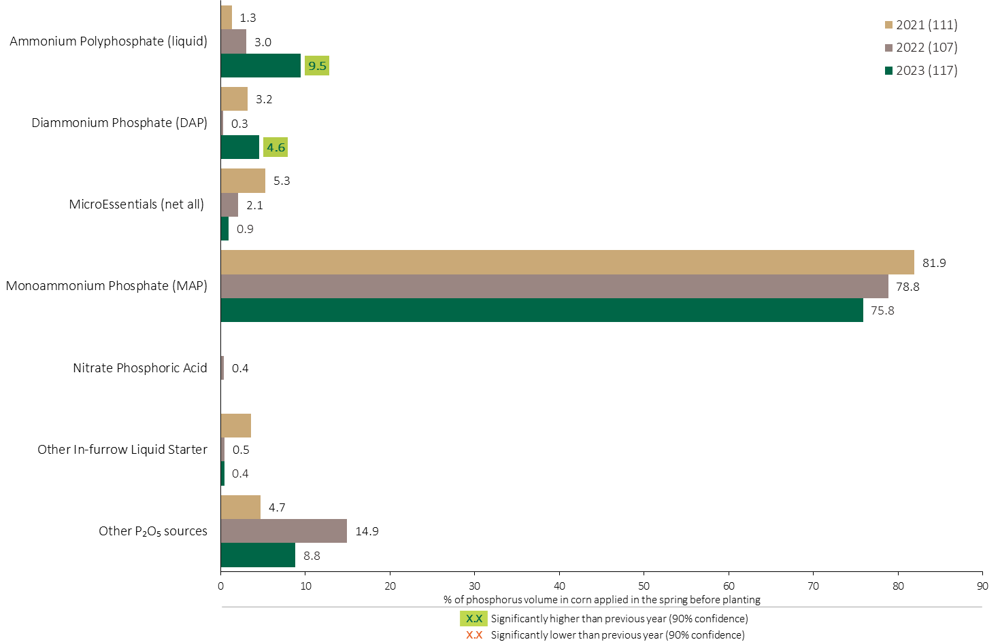 1.3
Ammonium Polyphosphate (liquid)
3.0
9.5
2021 (111)
2022 (107)
2023 (117)
3.2
Diammonium Phosphate (DAP)
0.3
4.6
5.3
MicroEssentials (net all)
2.1
0.9
81.9
Monoammonium Phosphate (MAP)
78.8
75.8
Nitrate Phosphoric Acid
0.4
Other In-furrow Liquid Starter
0.5
0.4
4.7
Other P₂O₅ sources
14.9
8.8
0 10 20 30 40 50 60 70 80 90
% of phosphorus volume in corn applied in the spring before planting
X.X Significantly higher than previous year (90% confidence)
X.X Significantly lower than previous year (90% confidence)